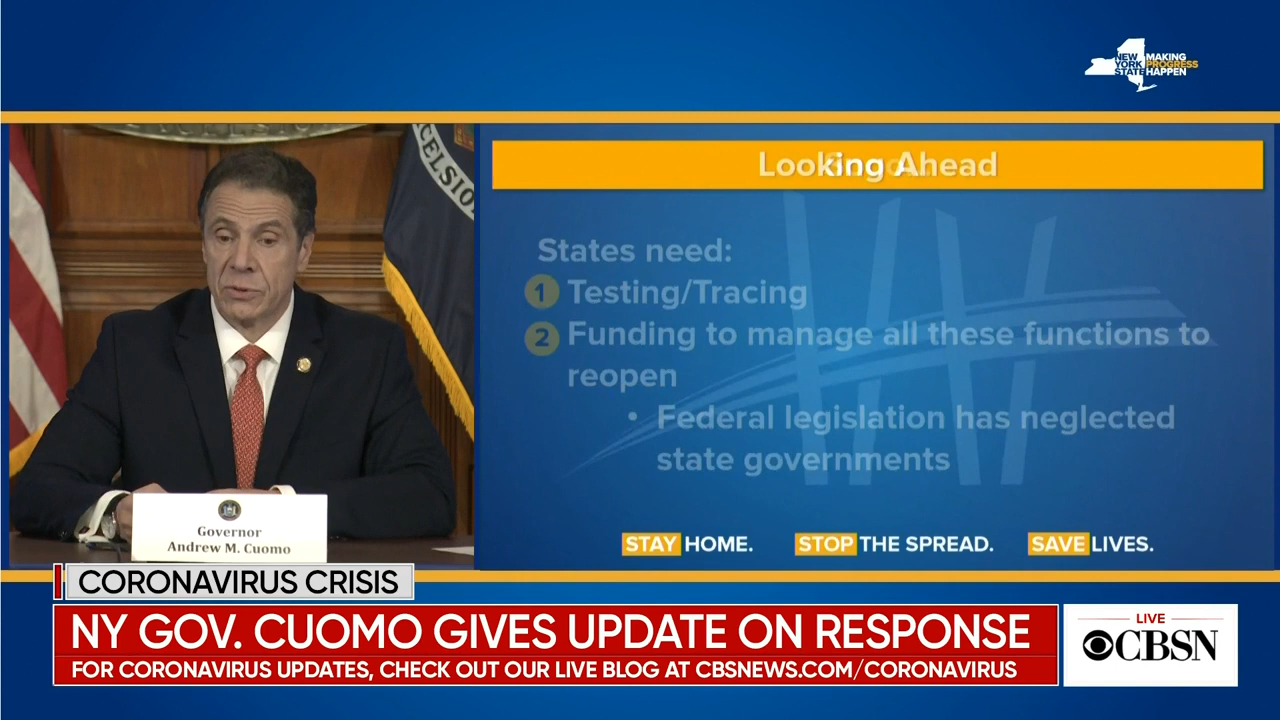 NEW
YORK
STATE
MAKING
PROGRESS
HAPPEN
EXCELSIO
Looking Ahead
States need:
1 Testing/Tracing
2 Funding to manage all these functions to
reopen
• Federal legislation has neglected
state governments
STAY HOME. STOP THE SPREAD. SAVE LIVES.
Governor
Andrew M. Cuomo
CORONAVIRUS CRISIS
NY GOV. CUOMO GIVES UPDATE ON RESPONSE
FOR CORONAVIRUS UPDATES, CHECK OUT OUR LIVE BLOG AT CBSNEWS.COM/CORONAVIRUS
LIVE
CBSN